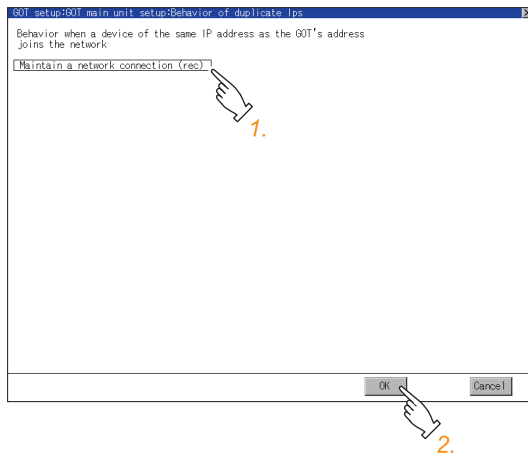 GOT setup:GOT main unit setup:Behavior of duplicate Ips
Behavior when a device of the same IP address as the GOT's address
joins the network
Maintain a network connection (rec)
1.
OK
Cancel
2.